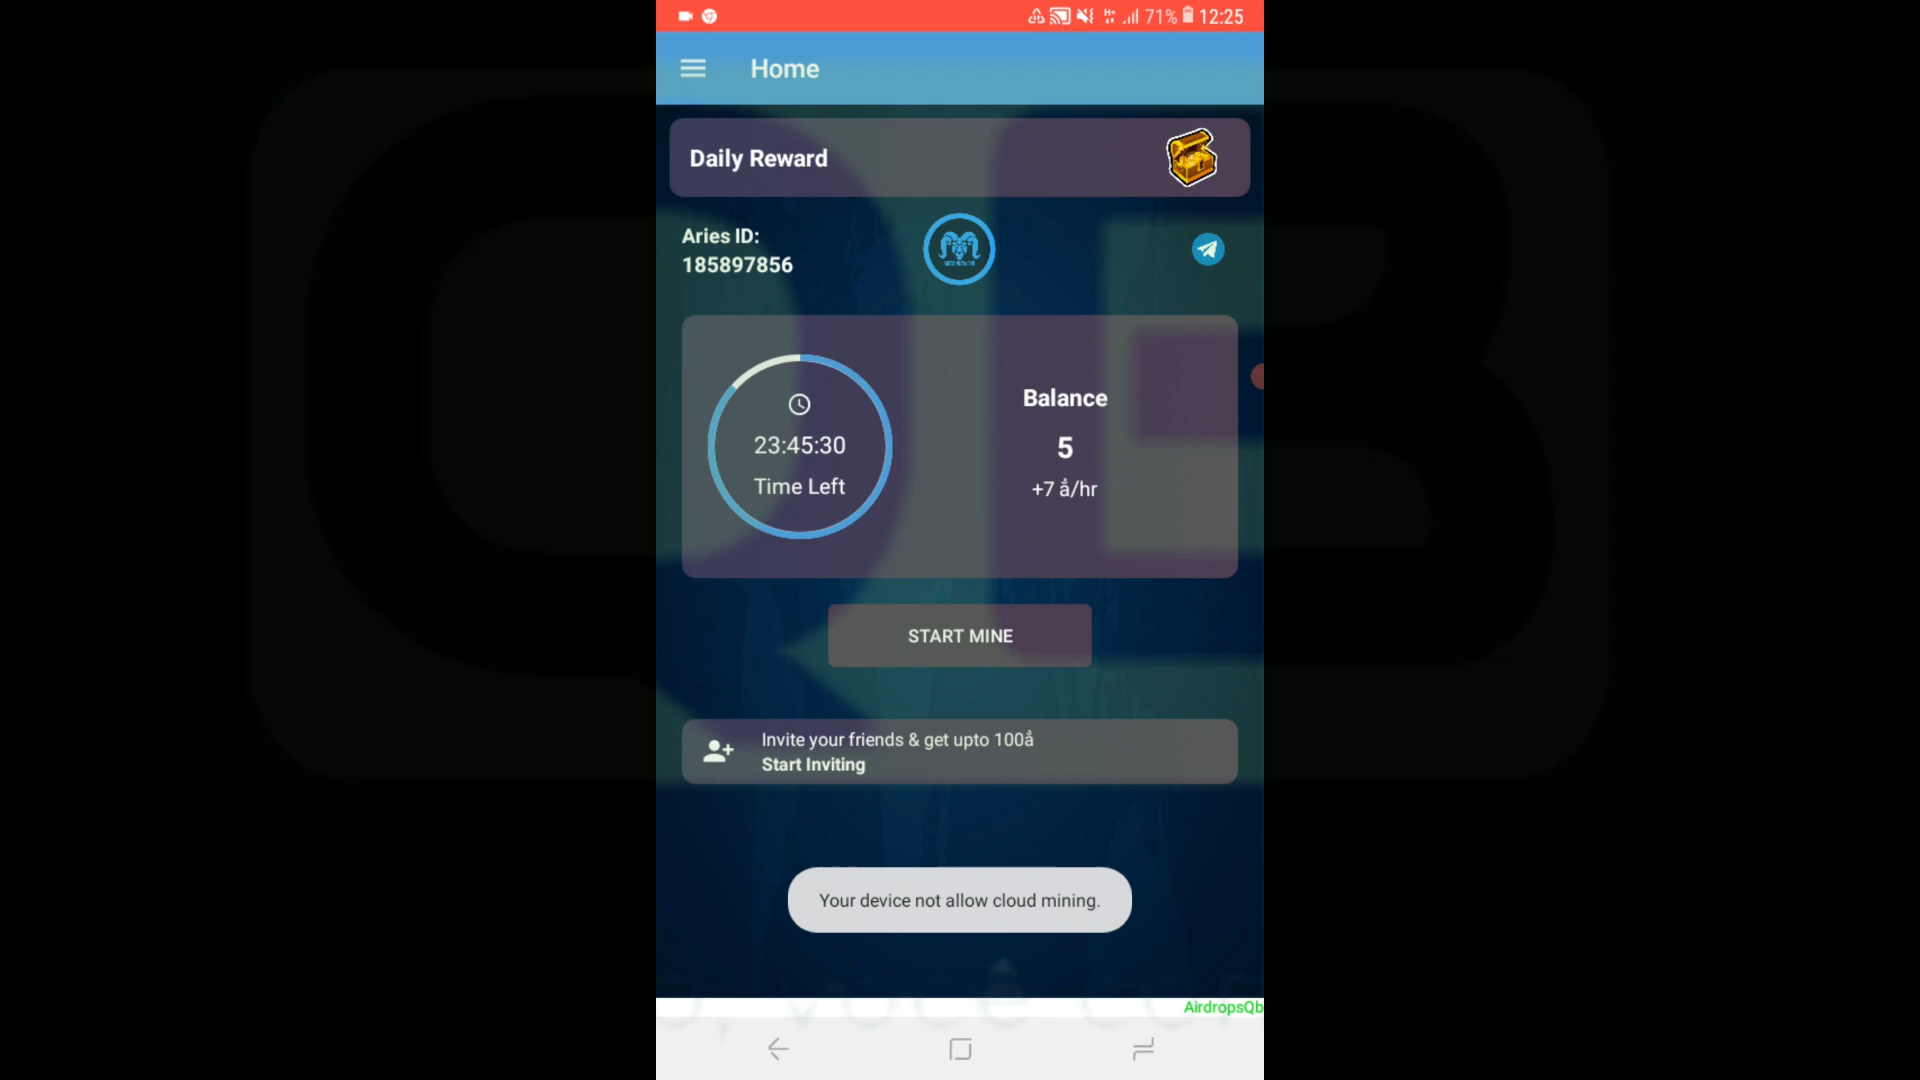 71% 12:25
Home
Daily Reward
Aries ID:
185897856
23:45:30
Time Left
Balance
5
+7 å/hr
START MINE
Invite your friends & get upto 100å
Start Inviting
Your device not allow cloud mining.
AirdropsQb